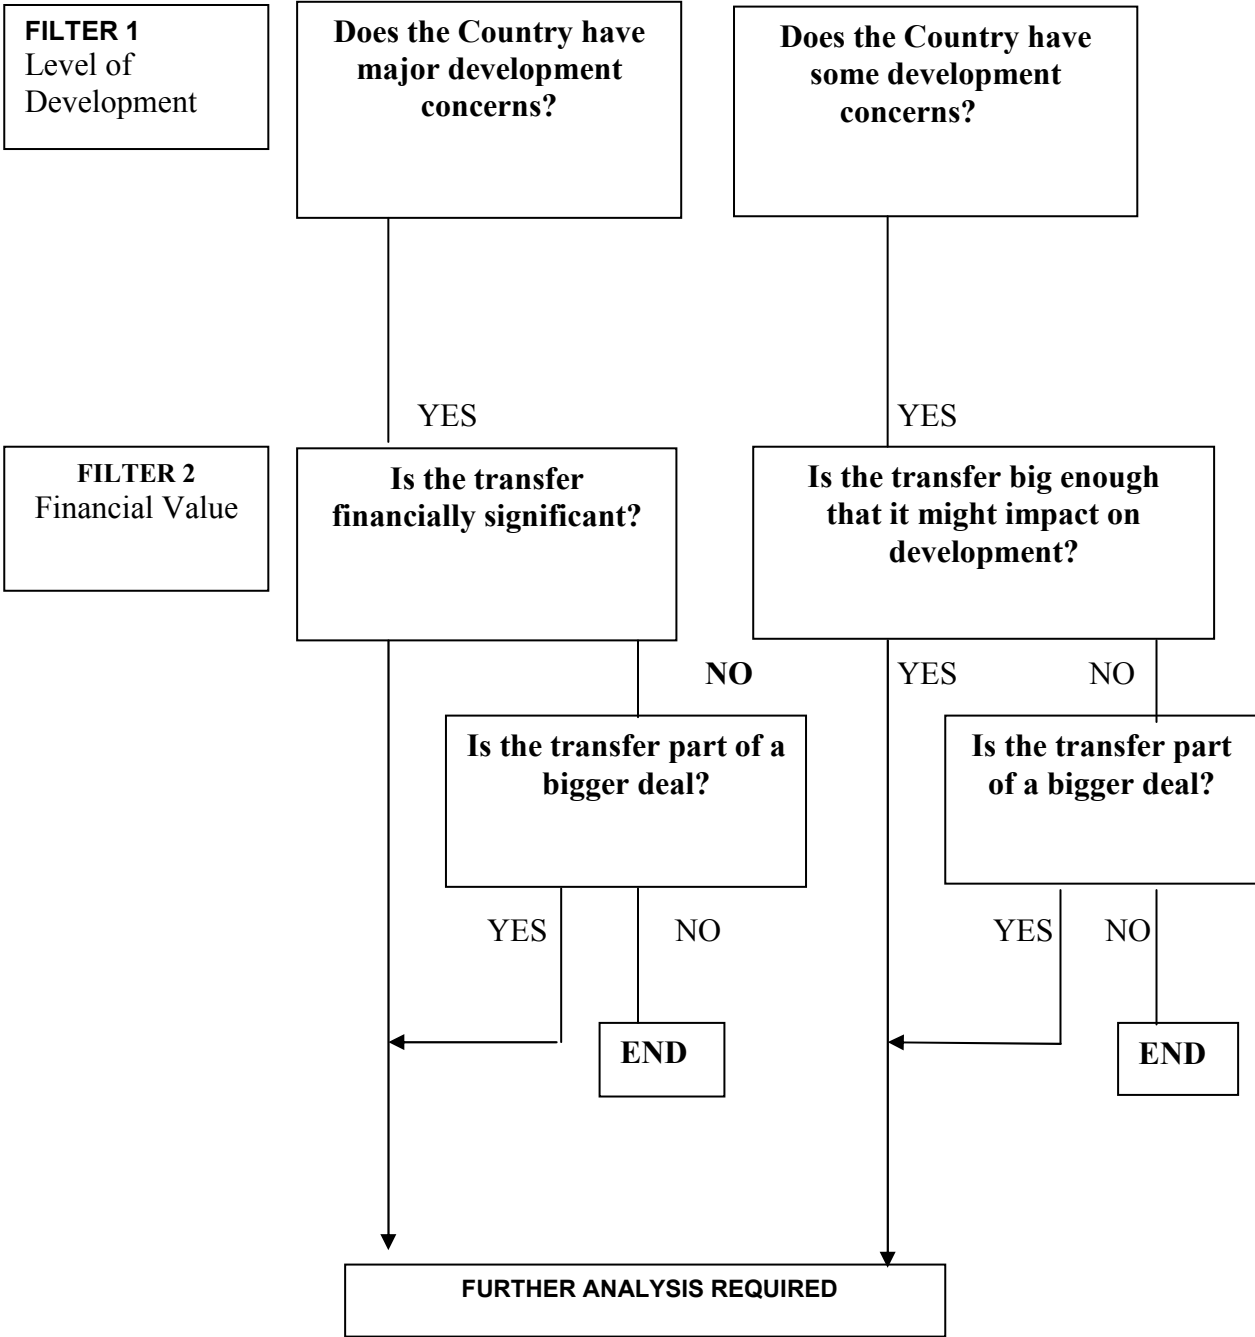 FILTER 1
Level of
Development
Does the Country have
major development
concerns?
Does the Country have
some development
concerns?
YES
YES
FILTER 2
Financial Value
Is the transfer
financially significant?
Is the transfer big enough
that it might impact on
development?
NO
YES
NO
Is the transfer part of a
bigger deal?
Is the transfer part
of a bigger deal?
YES
NO
YES
NO
END
END
FURTHER ANALYSIS REQUIRED